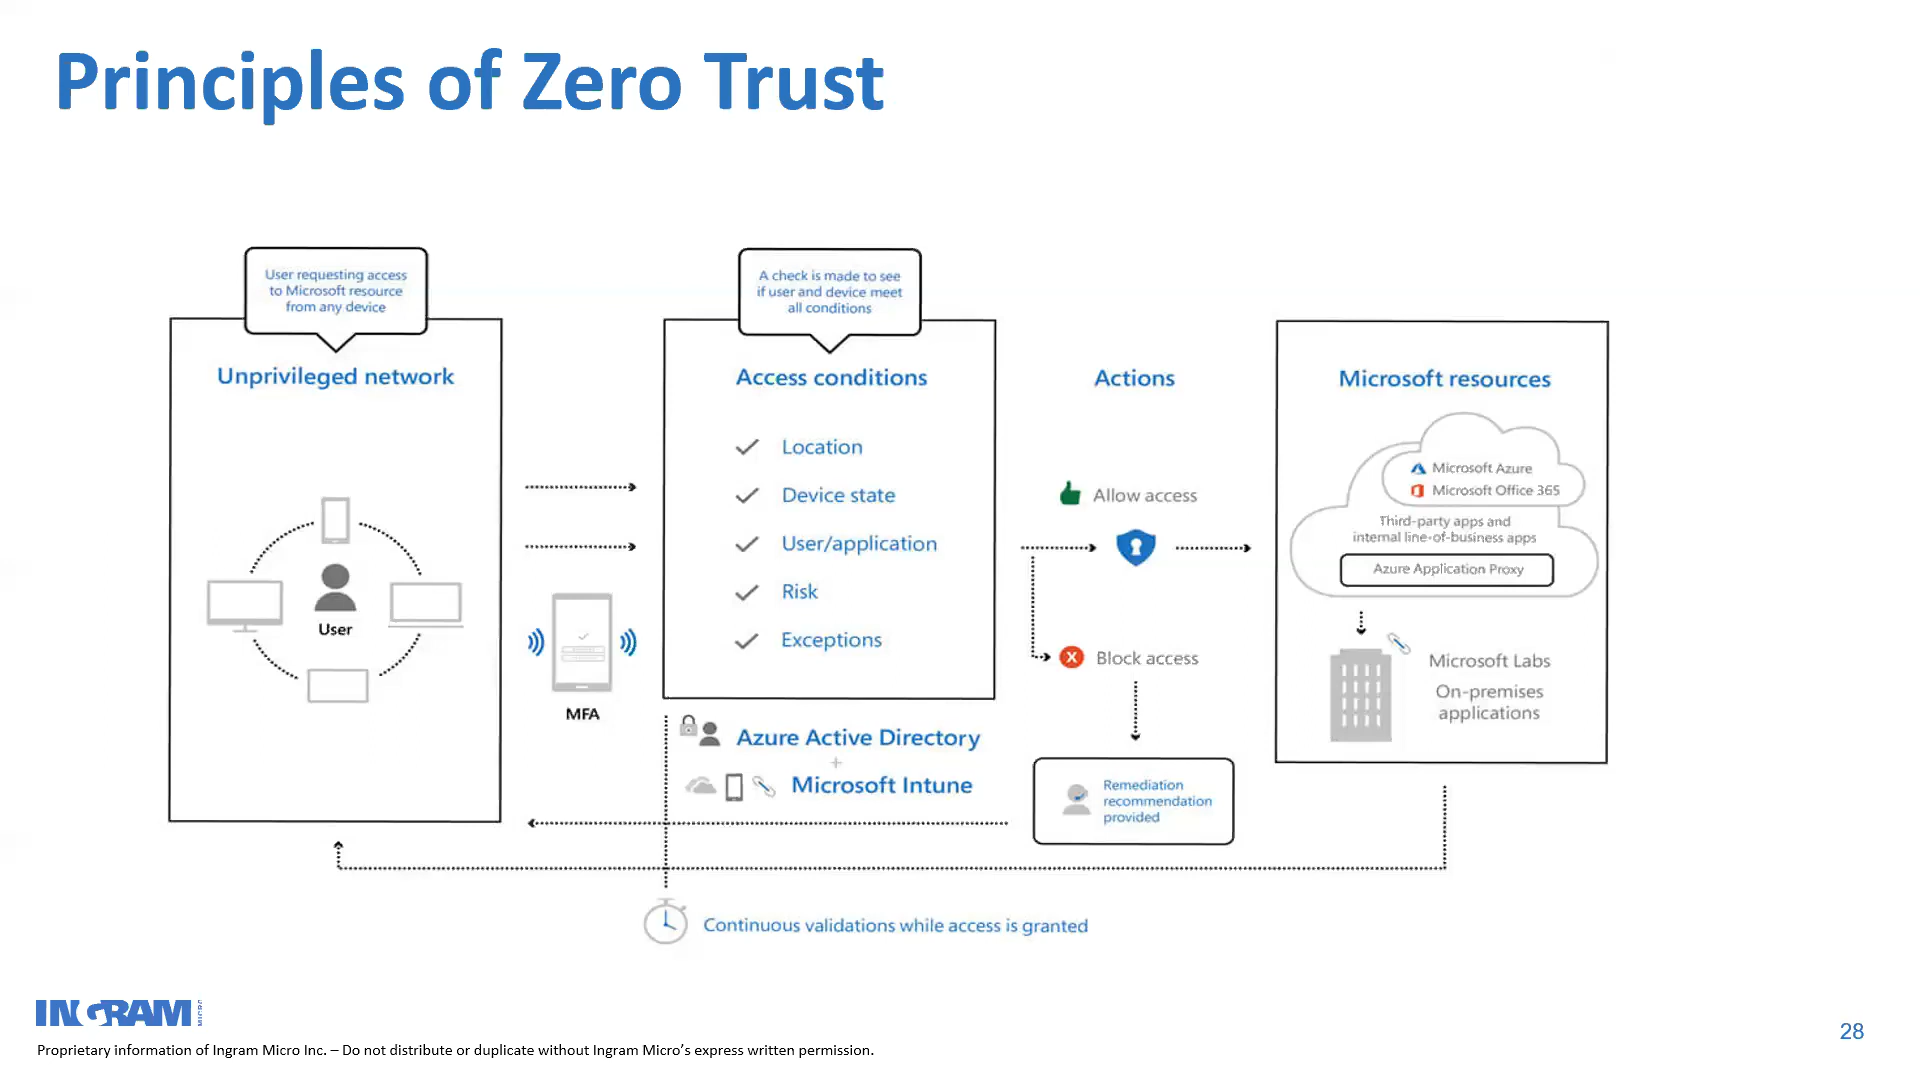 Principles of Zero Trust
User requesting access
to Microsoft resource
from any device
Unprivileged network
User
MFA
A check is made to see
if user and device meet
all conditions
Access conditions
Location
Device state
User/application
Risk
Exceptions
Azure Active Directory
+
Microsoft Intune
Actions
Allow access
Block access
Remediation
recommendation
provided
Microsoft resources
Microsoft Azure
Microsoft Office 365
Third-party apps and
internal line-of-business apps
Azure Application Proxy
Microsoft Labs
On-premises
applications
Continuous validations while access is granted
INGRAM MICRO
Proprietary information of Ingram Micro Inc. – Do not distribute or duplicate without Ingram Micro’s express written permission.
28